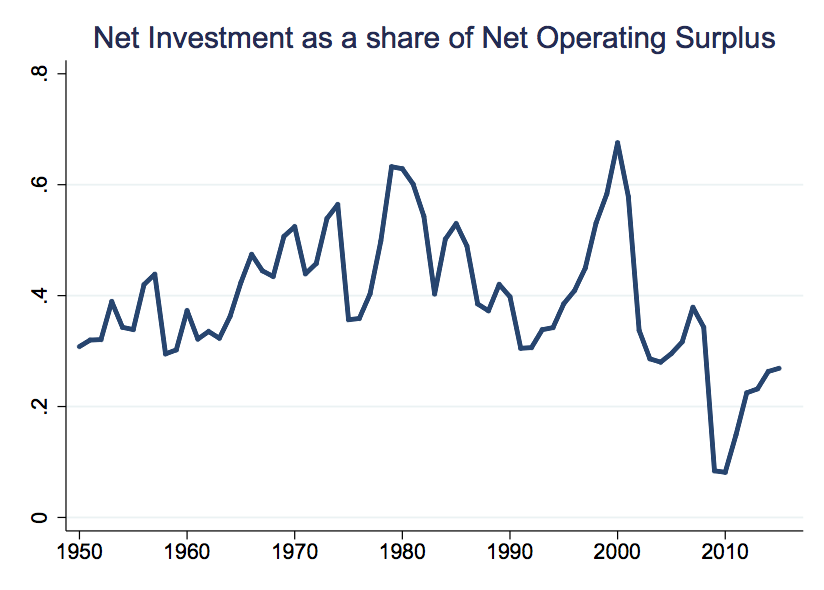 Net Investment as a share of Net Operating Surplus
.8
.6
.4
.2
0
1950 1960 1970 1980 1990 2000 2010